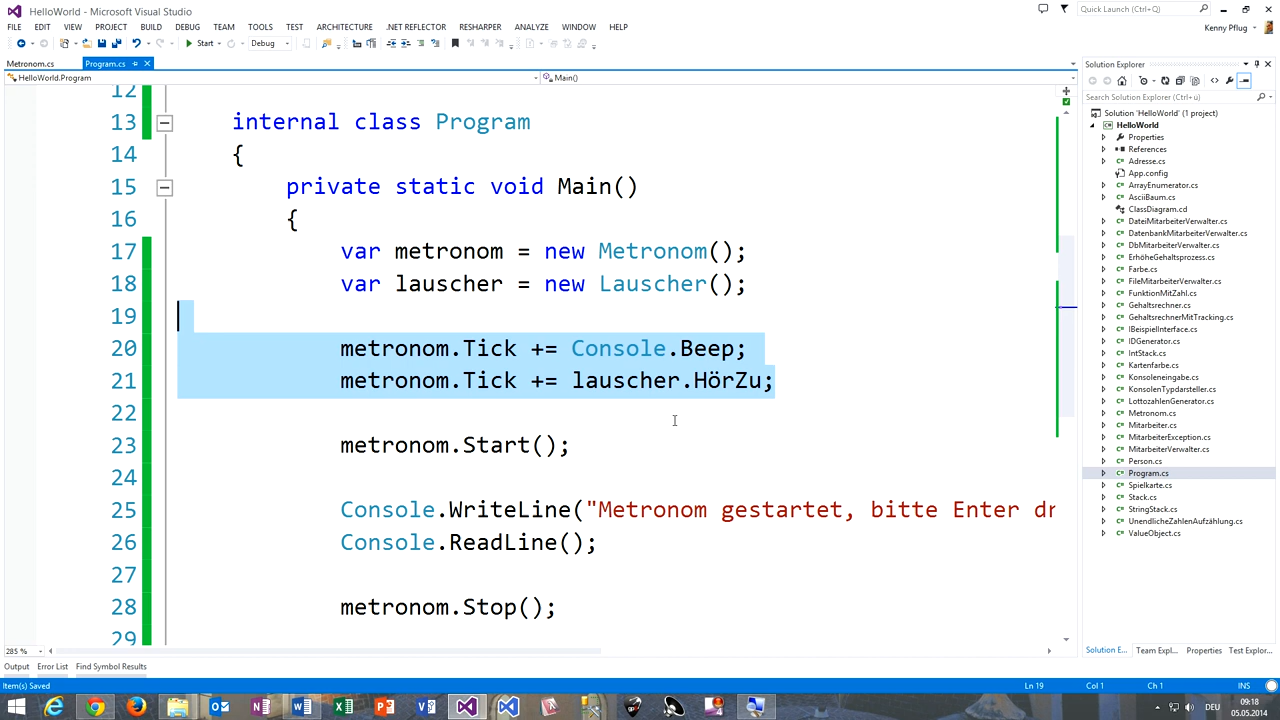 HelloWorld - Microsoft Visual Studio
Quick Launch (Ctrl+Q)
FILE EDIT VIEW PROJECT BUILD DEBUG TEAM TOOLS TEST ARCHITECTURE .NET REFLECTOR RESHARPER ANALYZE WINDOW HELP
Kenny Pflug
Start Debug
Metronom.cs Program.cs
HelloWorld.Program Main()
12
13 internal class Program
14 {
15 private static void Main()
16 {
17 var metronom = new Metronom();
18 var lauscher = new Lauscher();
19
20 metronom.Tick += Console.Beep;
21 metronom.Tick += lauscher.HörZu;
22
23 metronom.Start();
24
25 Console.WriteLine("Metronom gestartet, bitte Enter dr
26 Console.ReadLine();
27
28 metronom.Stop();
29
285 %
Solution Explorer
Search Solution Explorer (Ctrl+ü)
Solution 'HelloWorld' (1 project)
HelloWorld
Properties
References
Adresse.cs
App.config
ArrayEnumerator.cs
AsciiBaum.cs
ClassDiagram.cd
DateiMitarbeiterVerwalter.cs
DatenbankMitarbeiterVerwalter.cs
DbMitarbeiterVerwalter.cs
ErhöheGehaltsprozess.cs
Farbe.cs
FileMitarbeiterVerwalter.cs
FunktionMitZahl.cs
Gehaltsrechner.cs
GehaltsrechnerMitTracking.cs
IBeispielInterface.cs
IDGenerator.cs
IntStack.cs
Kartenfarbe.cs
Konsoleneingabe.cs
KonsolenTypdarsteller.cs
LottozahlenGenerator.cs
Metronom.cs
Mitarbeiter.cs
MitarbeiterException.cs
MitarbeiterVerwalter.cs
Person.cs
Program.cs
Spielkarte.cs
Stack.cs
StringStack.cs
UnendlicheZahlenAufzählung.cs
ValueObject.cs
Solution E... Team Expl... Properties Test Explor...
Output Error List Find Symbol Results
Item(s) Saved Ln 19 Col 1 Ch 1 INS
09:18
05.05.2014